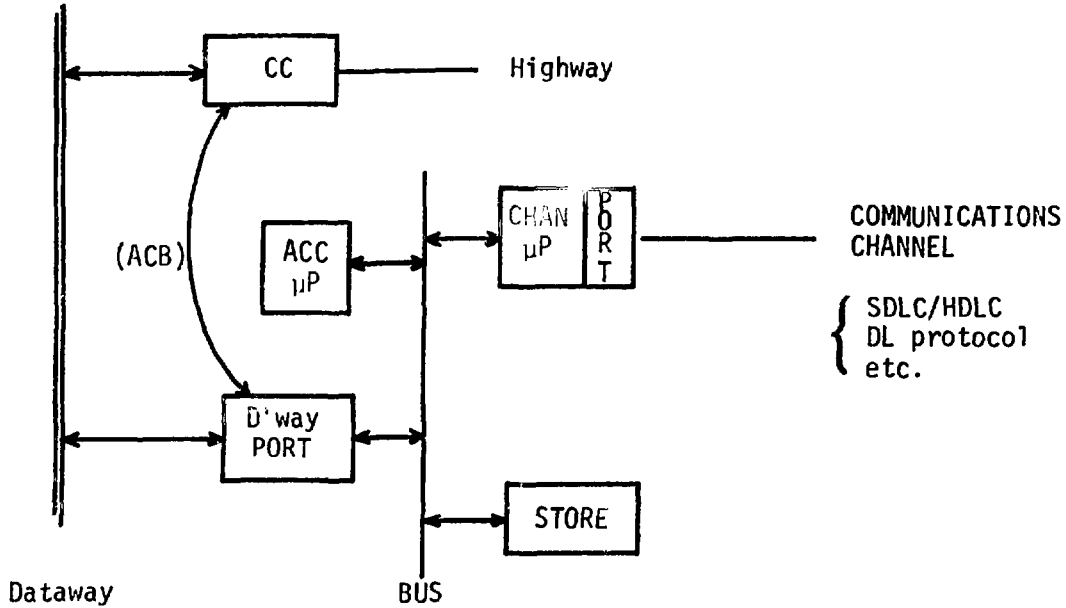 CC
Highway
CHAN
μP
PORT
COMMUNICATIONS
CHANNEL
(ACB)
ACC
μP
SDLC/HDLC
DL protocol
etc.
D'way
PORT
STORE
Dataway
BUS